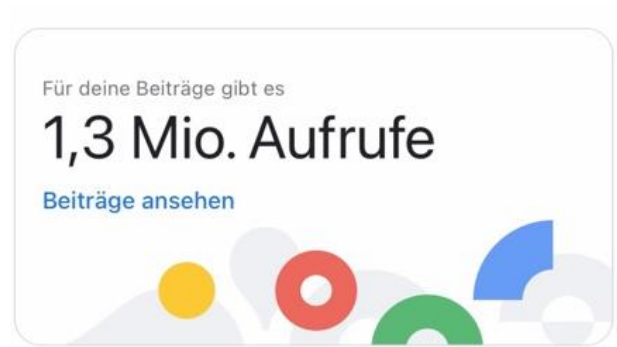 Für deine Beiträge gibt es
1,3 Mio. Aufrufe
Beiträge ansehen